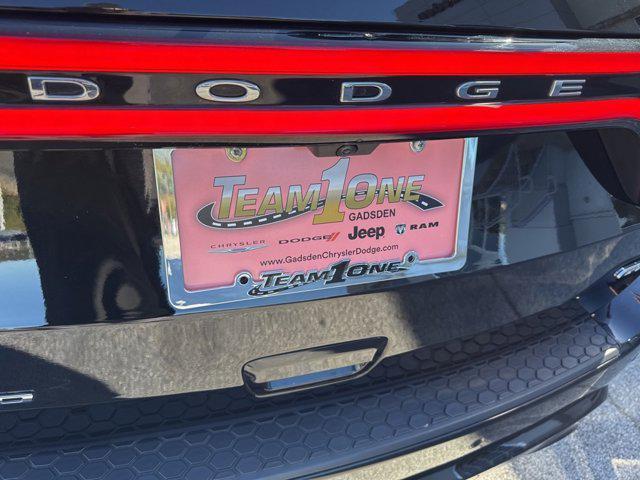 DODGE
TEAM 1 ONE
GADSDEN
CHRYSLER DODGE Jeep RAM
www.GadsdenChryslerDodge.com
TEAM 1 ONE